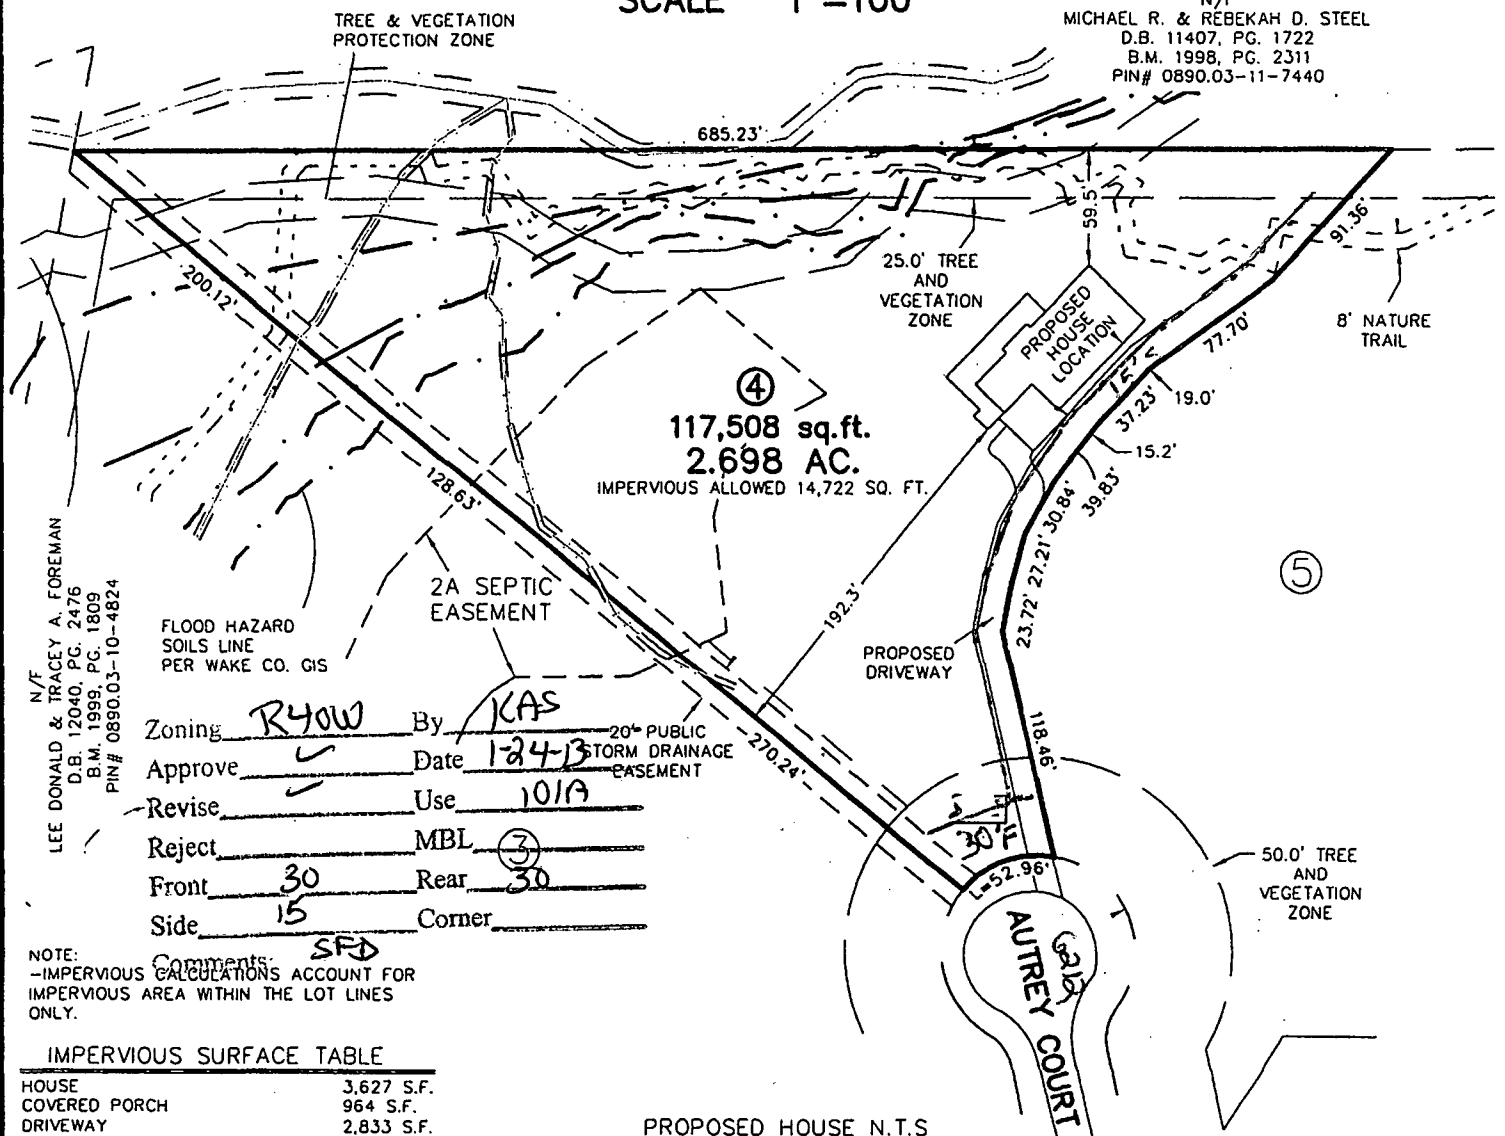 SCALE 1"=100'
N/F
MICHAEL R. & REBEKAH D. STEEL
D.B. 11407, PG. 1722
B.M. 1998, PG. 2311
PIN# 0890.03-11-7440
TREE & VEGETATION
PROTECTION ZONE
685.23'
59.5'
91.36'
200.12'
25.0' TREE
AND
VEGETATION
ZONE
PROPOSED
HOUSE
LOCATION
8' NATURE
TRAIL
77.70'
19.0'
37.23'
15.2'
39.83'
30.84'
27.21'
23.72'
4
117,508 sq.ft.
2.698 AC.
IMPERVIOUS ALLOWED 14,722 SQ. FT.
128.63'
2A SEPTIC
EASEMENT
192.3'
5
FLOOD HAZARD
SOILS LINE
PER WAKE CO. GIS
N/F
LEE DONALD & TRACEY A. FOREMAN
D.B. 12040, PG. 2476
B.M. 1999, PG. 1809
PIN# 0890.03-10-4824
PROPOSED
DRIVEWAY
118.46'
20' PUBLIC
STORM DRAINAGE
EASEMENT
270.24'
Zoning R40W By KAS
Approve Date 1-24-13
Revise Use 101A
Reject MBL 3
Front 30 Rear 30
Side 15 Corner
Comments: SFD
30'
L=52.96'
50.0' TREE
AND
VEGETATION
ZONE
AUTREY COURT
6212
NOTE:
-IMPERVIOUS CALCULATIONS ACCOUNT FOR
IMPERVIOUS AREA WITHIN THE LOT LINES
ONLY.
IMPERVIOUS SURFACE TABLE
HOUSE 3,627 S.F.
COVERED PORCH 964 S.F.
DRIVEWAY 2,833 S.F.
PROPOSED HOUSE N.T.S